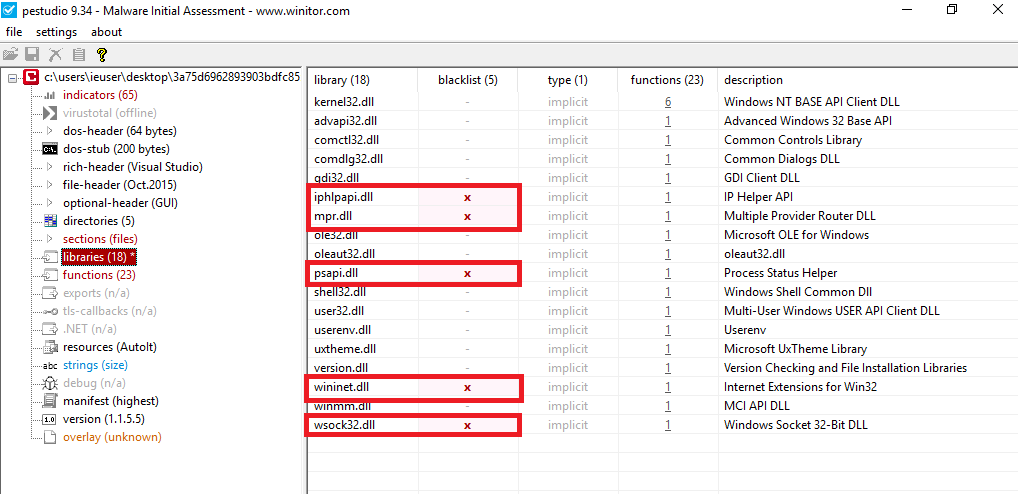 pestudio 9.34 - Malware Initial Assessment - www.winitor.com
file settings about
c:\users\ieuser\desktop\3a75d6962893903bdfc85
indicators (65)
virustotal (offline)
dos-header (64 bytes)
dos-stub (200 bytes)
rich-header (Visual Studio)
file-header (Oct.2015)
optional-header (GUI)
directories (5)
sections (files)
libraries (18) *
functions (23)
exports (n/a)
tls-callbacks (n/a)
.NET (n/a)
resources (AutoIt)
abc strings (size)
debug (n/a)
manifest (highest)
1.0 version (1.1.5.5)
overlay (unknown)
library (18) blacklist (5) type (1) functions (23) description
kernel32.dll - implicit 6 Windows NT BASE API Client DLL
advapi32.dll - implicit 1 Advanced Windows 32 Base API
comctl32.dll - implicit 1 Common Controls Library
comdlg32.dll - implicit 1 Common Dialogs DLL
gdi32.dll - implicit 1 GDI Client DLL
iphlpapi.dll x implicit 1 IP Helper API
mpr.dll x implicit 1 Multiple Provider Router DLL
ole32.dll - implicit 1 Microsoft OLE for Windows
oleaut32.dll - implicit 1 oleaut32.dll
psapi.dll x implicit 1 Process Status Helper
shell32.dll - implicit 1 Windows Shell Common Dll
user32.dll - implicit 1 Multi-User Windows USER API Client DLL
userenv.dll - implicit 1 Userenv
uxtheme.dll - implicit 1 Microsoft UxTheme Library
version.dll - implicit 1 Version Checking and File Installation Libraries
wininet.dll x implicit 1 Internet Extensions for Win32
winmm.dll - implicit 1 MCI API DLL
wsock32.dll x implicit 1 Windows Socket 32-Bit DLL